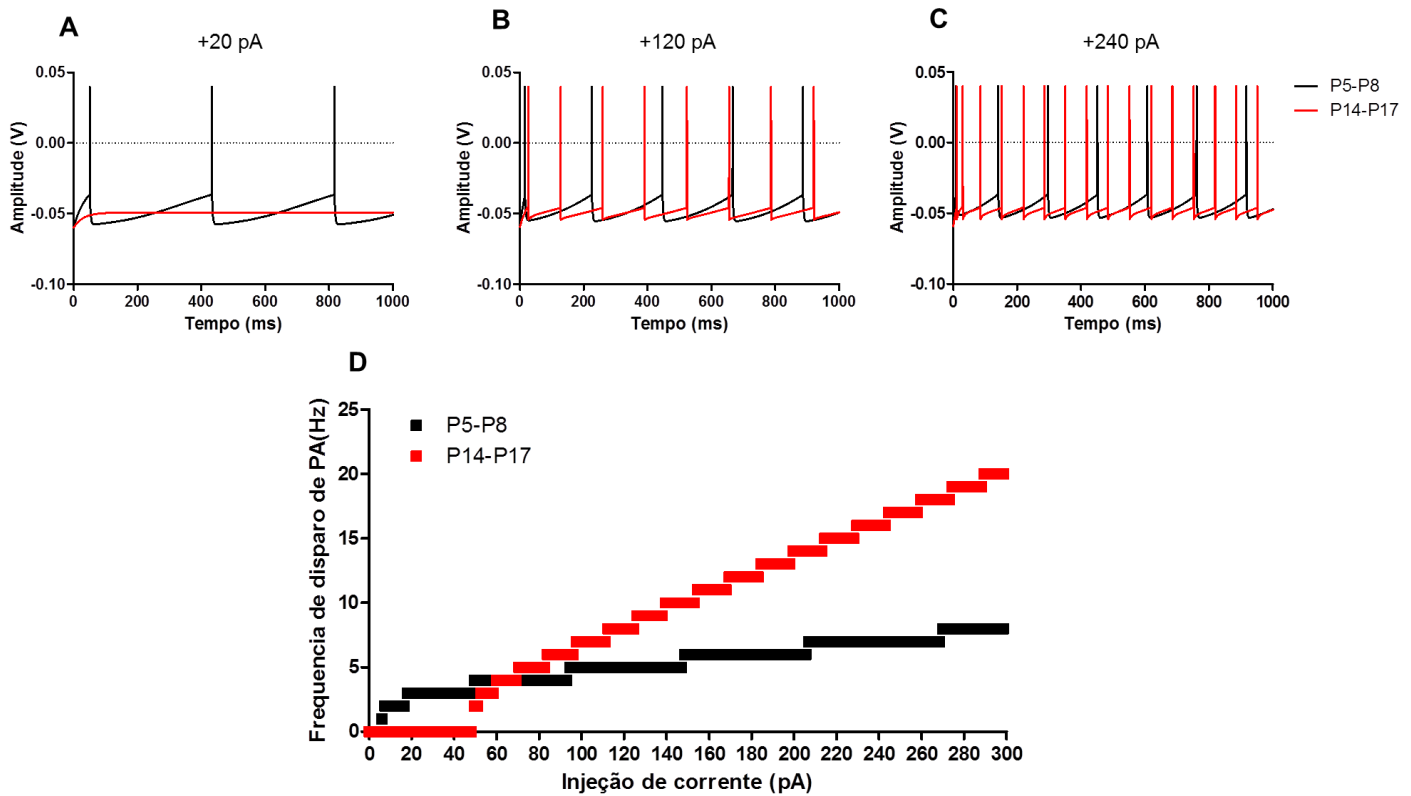 A
+20 pA
0.05
0.00
-0.05
-0.10
Amplitude (V)
0 200 400 600 800 1000
Tempo (ms)
B
+120 pA
0.05
0.00
-0.05
-0.10
Amplitude (V)
0 200 400 600 800 1000
Tempo (ms)
C
+240 pA
0.05
0.00
-0.05
-0.10
Amplitude (V)
0 200 400 600 800 1000
Tempo (ms)
P5-P8
P14-P17
D
Frequencia de disparo de PA(Hz)
25
20
15
10
5
0
P5-P8
P14-P17
0 20 40 60 80 100 120 140 160 180 200 220 240 260 280 300
Injeção de corrente (pA)